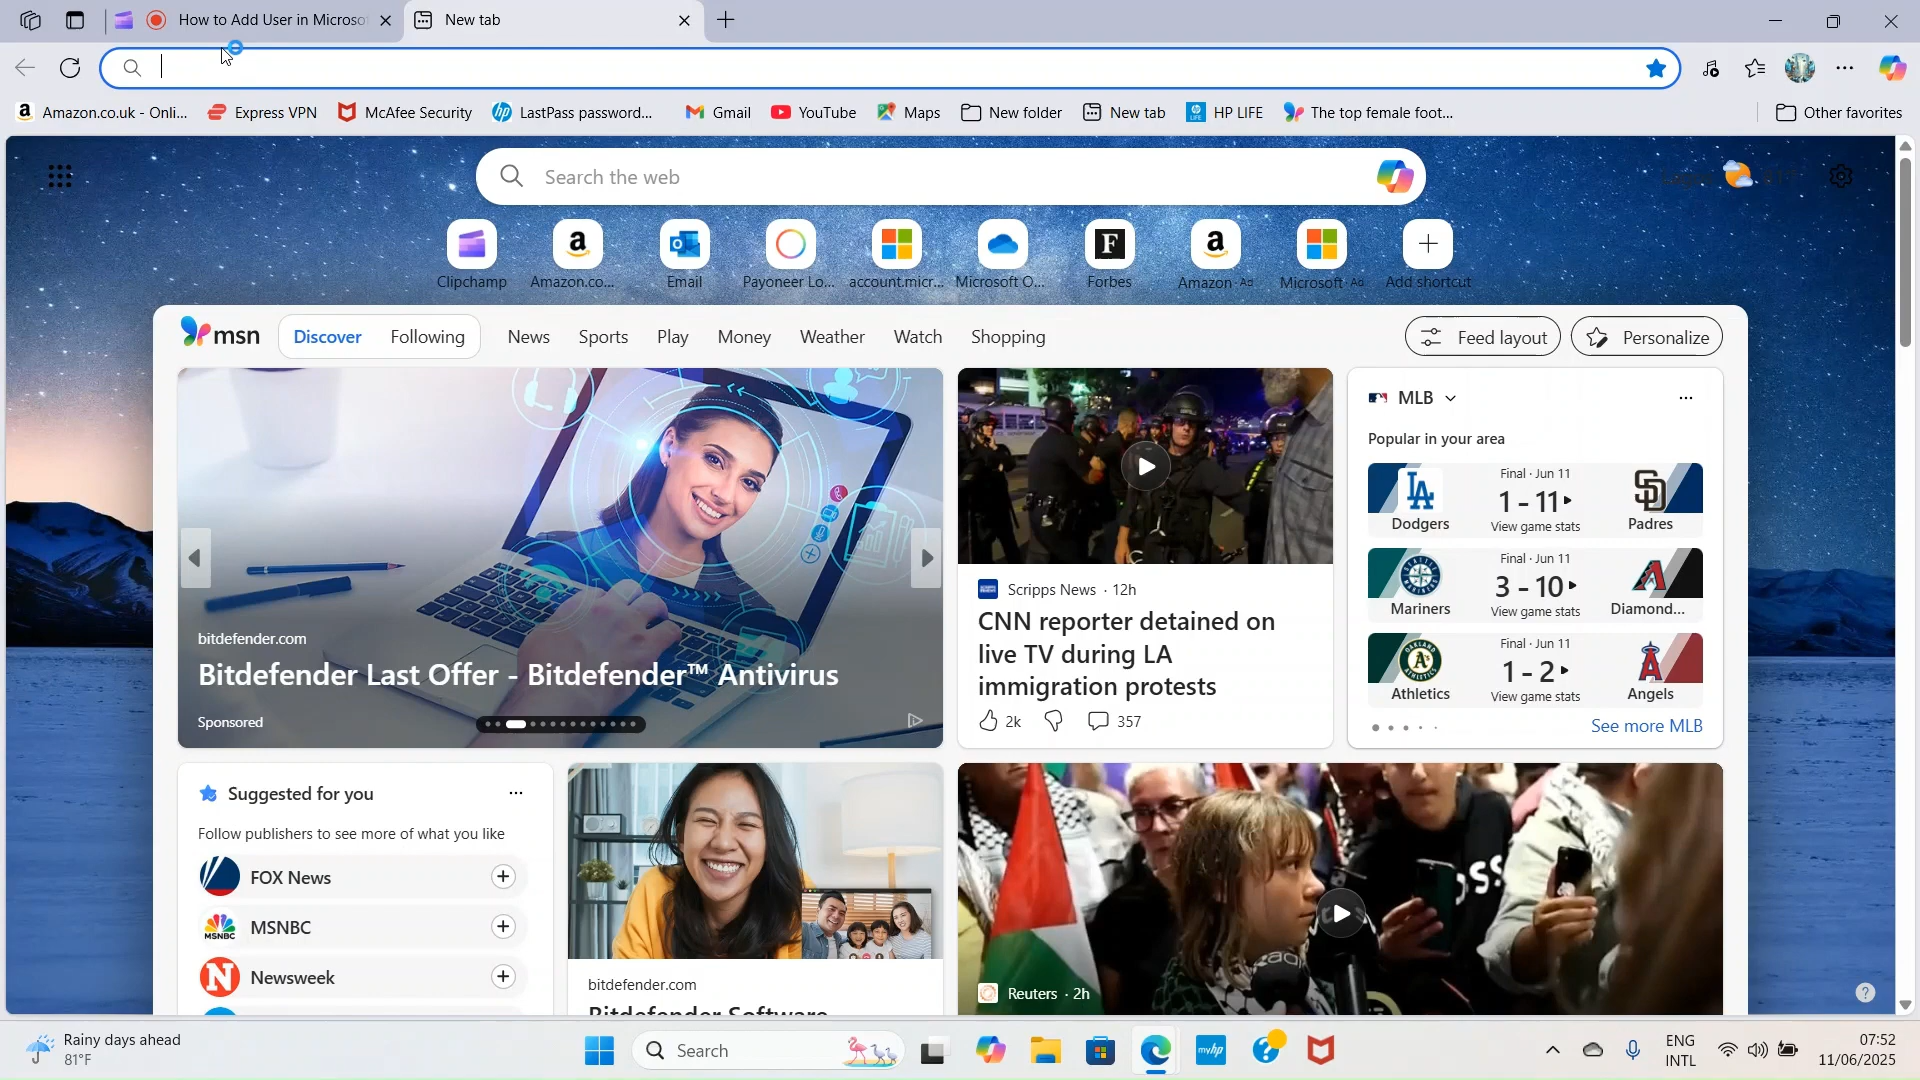 How to Add User in Microsof
New tab
Amazon.co.uk - Onli...
Express VPN
McAfee Security
LastPass password...
Gmail
YouTube
Maps
New folder
New tab
HP LIFE
The top female foot...
Other favorites
Search the web
Clipchamp
Amazon.co...
Email
Payoneer Lo...
account.micr...
Microsoft O...
Forbes
Amazon · Ad
Microsoft · Ad
Add shortcut
msn
Discover
Following
News
Sports
Play
Money
Weather
Watch
Shopping
Feed layout
Personalize
bitdefender.com
Bitdefender Last Offer - Bitdefender™ Antivirus
Sponsored
Scripps News · 12h
CNN reporter detained on
live TV during LA
immigration protests
2k
357
MLB
Popular in your area
Final · Jun 11
1 - 11
Dodgers
View game stats
Padres
Final · Jun 11
3 - 10
Mariners
View game stats
Diamond...
Final · Jun 11
1 - 2
Athletics
View game stats
Angels
See more MLB
Suggested for you
Follow publishers to see more of what you like
FOX News
MSNBC
Newsweek
bitdefender.com
Bitdefender Software
Reuters · 2h
Rainy days ahead
81°F
Search
ENG
INTL
07:52
11/06/2025